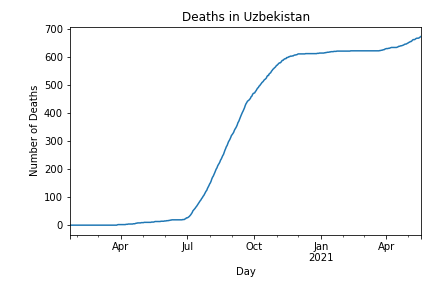 Deaths in Uzbekistan
Number of Deaths
700
600
500
400
300
200
100
0
Apr
Jul
Oct
Jan
2021
Apr
Day